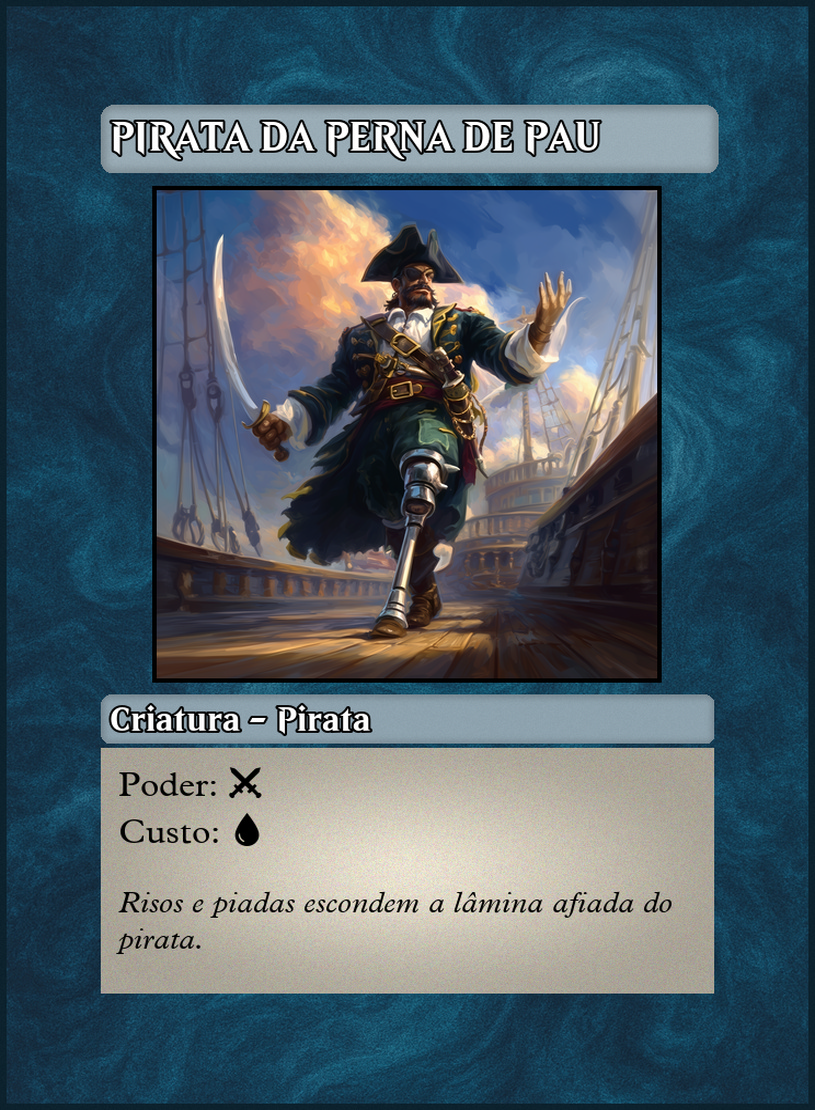 PIRATA DA PERNA DE PAU
Criatura – Pirata
Poder:
Custo:
Risos e piadas escondem a lâmina afiada do
pirata.